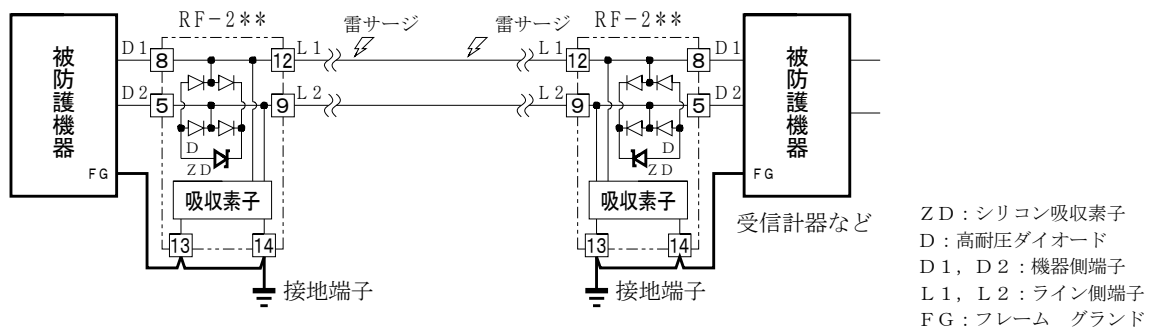 RF-2**
雷サージ
雷サージ
RF-2**
被防護機器
D1
8
12
L1
L1
12
8
D1
被防護機器
D2
5
9
L2
L2
9
5
D2
D
ZD
D
ZD
FG
吸収素子
吸収素子
FG
13
14
13
14
受信計器など
接地端子
接地端子
ZD:シリコン吸収素子
D:高耐圧ダイオード
D1,D2:機器側端子
L1,L2:ライン側端子
FG:フレーム グランド